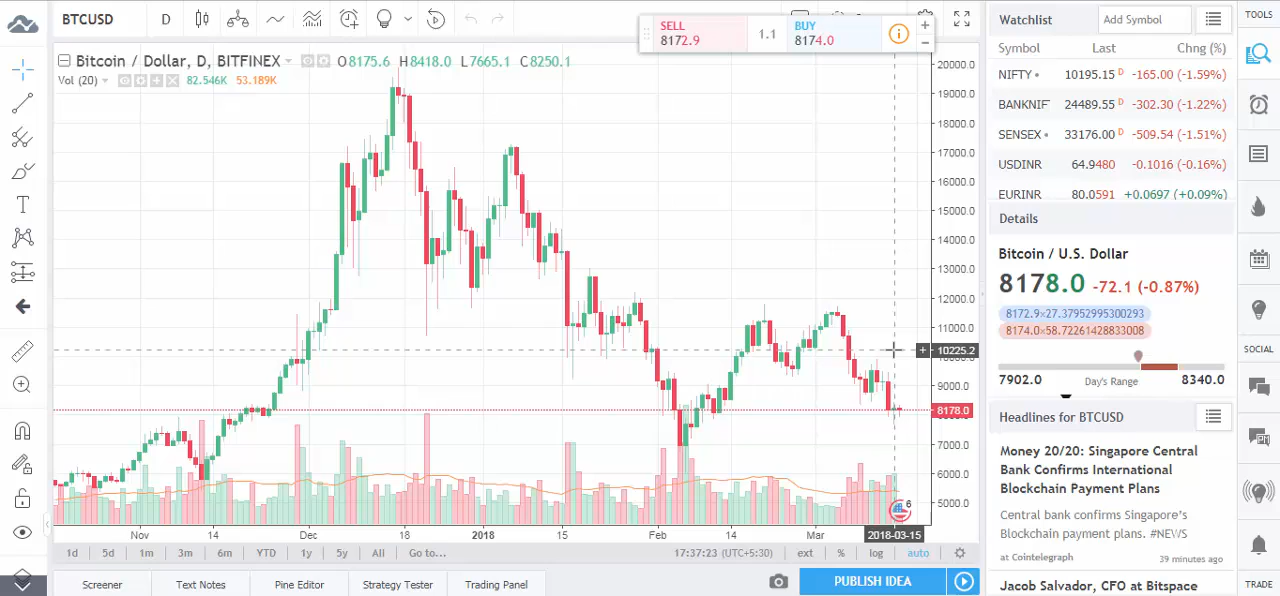 BTCUSD
D
SELL
8172.9
1.1
BUY
8174.0
Bitcoin / Dollar, D, BITFINEX
O8175.6 H8418.0 L7665.1 C8250.1
Vol (20)
82.546K 53.189K
20000.0
19000.0
18000.0
17000.0
16000.0
15000.0
14000.0
13000.0
12000.0
11000.0
10225.2
9000.0
8178.0
7000.0
6000.0
5000.0
6
Nov 14 Dec 18 2018 15 Feb 14 Mar 2018-03-15
1d 5d 1m 3m 6m YTD 1y 5y All Go to...
17:37:23 (UTC+5:30) ext % log auto
Screener Text Notes Pine Editor Strategy Tester Trading Panel
PUBLISH IDEA
Watchlist
Add Symbol
Symbol Last Chng (%)
NIFTY 10195.15 D -165.00 (-1.59%)
BANKNIF 24489.55 D -302.30 (-1.22%)
SENSEX 33176.00 D -509.54 (-1.51%)
USDINR 64.9480 -0.1016 (-0.16%)
EURINR 80.0591 +0.0697 (+0.09%)
Details
Bitcoin / U.S. Dollar
8178.0 -72.1 (-0.87%)
8172.9×27.37952995300293
8174.0×58.72261428833008
7902.0 Day's Range 8340.0
Headlines for BTCUSD
Money 20/20: Singapore Central
Bank Confirms International
Blockchain Payment Plans
Central bank confirms Singapore's
Blockchain payment plans. #NEWS
at Cointelegraph 39 minutes ago
Jacob Salvador, CFO at Bitspace
TOOLS
SOCIAL
TRADE